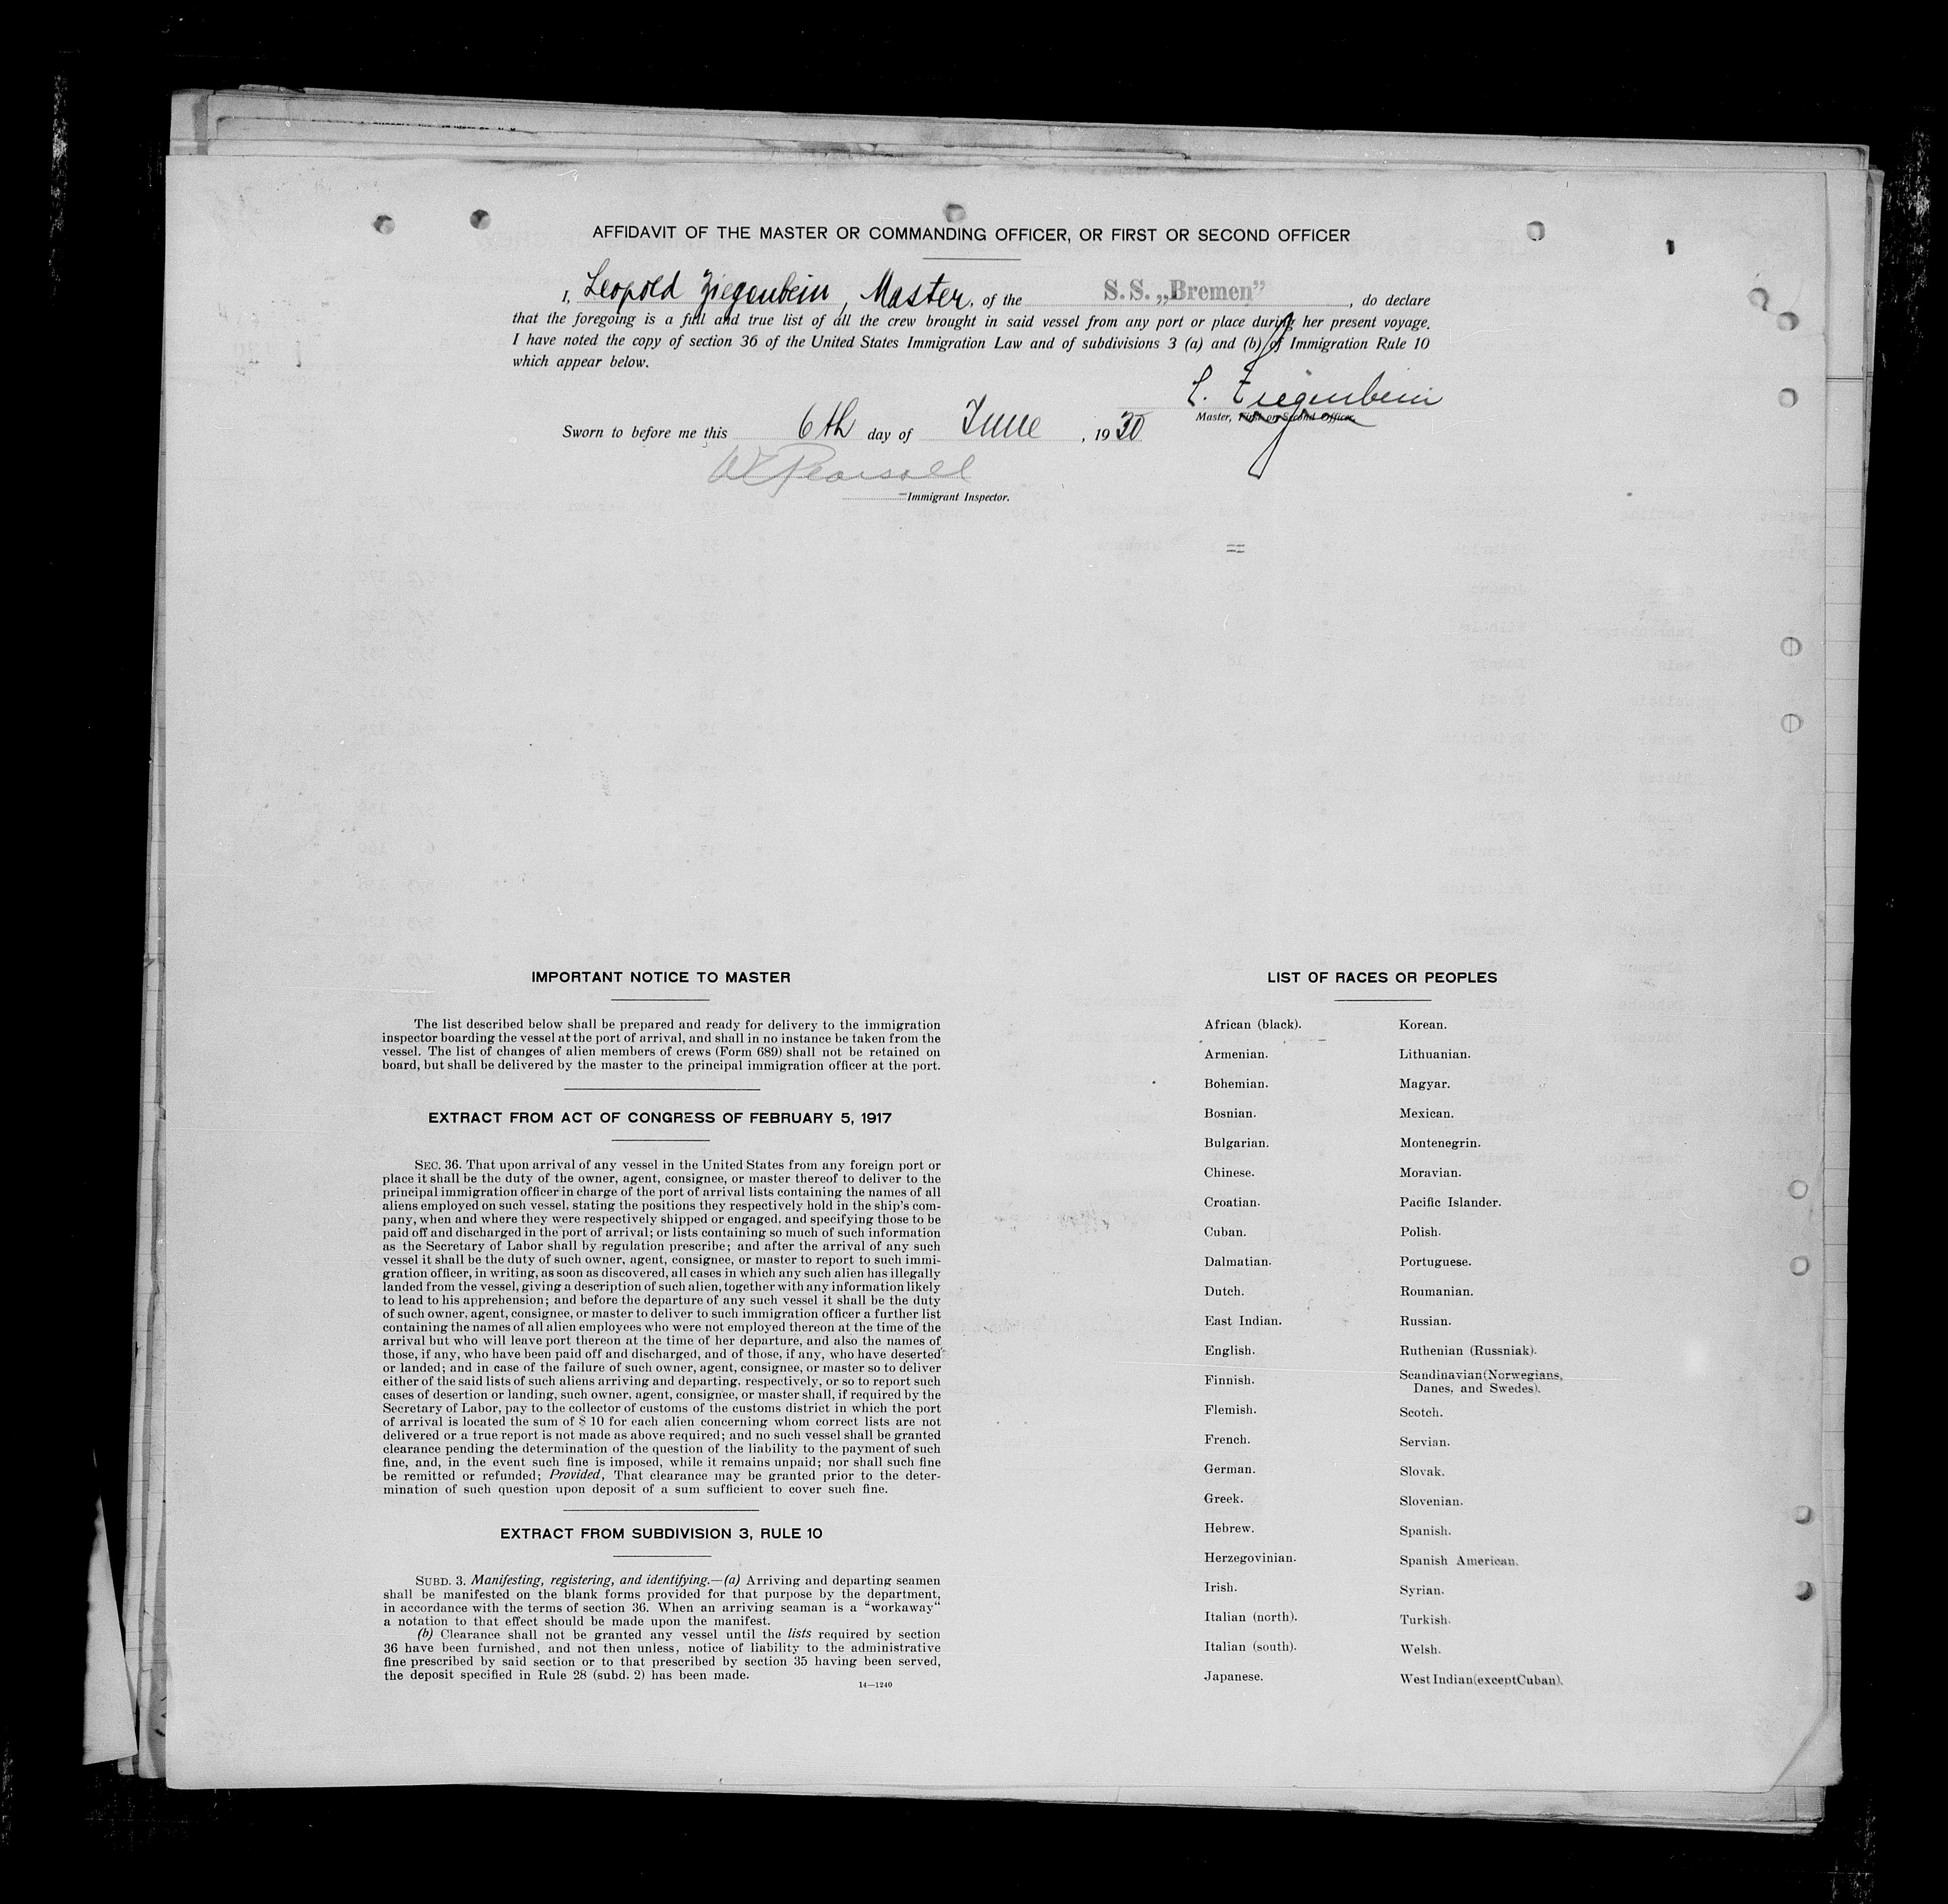 AFFIDAVIT OF THE MASTER OR COMMANDING OFFICER, OR FIRST OR SECOND OFFICER
I, Leopold Ziegenbein, Master, of the S.S. „Bremen", do declare
that the foregoing is a full and true list of all the crew brought in said vessel from any port or place during her present voyage.
I have noted the copy of section 36 of the United States Immigration Law and of subdivisions 3 (a) and (b) of Immigration Rule 10
which appear below.
L. Ziegenbein
Master, First or Second Officer.
Sworn to before me this 6th day of June, 1930
W Pearsall
Immigrant Inspector.
IMPORTANT NOTICE TO MASTER
The list described below shall be prepared and ready for delivery to the immigration
inspector boarding the vessel at the port of arrival, and shall in no instance be taken from the
vessel. The list of changes of alien members of crews (Form 689) shall not be retained on
board, but shall be delivered by the master to the principal immigration officer at the port.
EXTRACT FROM ACT OF CONGRESS OF FEBRUARY 5, 1917
SEC. 36. That upon arrival of any vessel in the United States from any foreign port or
place it shall be the duty of the owner, agent, consignee, or master thereof to deliver to the
principal immigration officer in charge of the port of arrival lists containing the names of all
aliens employed on such vessel, stating the positions they respectively hold in the ship's com-
pany, when and where they were respectively shipped or engaged, and specifying those to be
paid off and discharged in the port of arrival; or lists containing so much of such information
as the Secretary of Labor shall by regulation prescribe; and after the arrival of any such
vessel it shall be the duty of such owner, agent, consignee, or master to report to such immi-
gration officer, in writing, as soon as discovered, all cases in which any such alien has illegally
landed from the vessel, giving a description of such alien, together with any information likely
to lead to his apprehension; and before the departure of any such vessel it shall be the duty
of such owner, agent, consignee, or master to deliver to such immigration officer a further list
containing the names of all alien employees who were not employed thereon at the time of the
arrival but who will leave port thereon at the time of her departure, and also the names of
those, if any, who have been paid off and discharged, and of those, if any, who have deserted
or landed; and in case of the failure of such owner, agent, consignee, or master so to deliver
either of the said lists of such aliens arriving and departing, respectively, or so to report such
cases of desertion or landing, such owner, agent, consignee, or master shall, if required by the
Secretary of Labor, pay to the collector of customs of the customs district in which the port
of arrival is located the sum of $ 10 for each alien concerning whom correct lists are not
delivered or a true report is not made as above required; and no such vessel shall be granted
clearance pending the determination of the question of the liability to the payment of such
fine, and, in the event such fine is imposed, while it remains unpaid; nor shall such fine
be remitted or refunded; Provided, That clearance may be granted prior to the deter-
mination of such question upon deposit of a sum sufficient to cover such fine.
EXTRACT FROM SUBDIVISION 3, RULE 10
SUBD. 3. Manifesting, registering, and identifying.—(a) Arriving and departing seamen
shall be manifested on the blank forms provided for that purpose by the department,
in accordance with the terms of section 36. When an arriving seaman is a "workaway"
a notation to that effect should be made upon the manifest.
(b) Clearance shall not be granted any vessel until the lists required by section
36 have been furnished, and not then unless, notice of liability to the administrative
fine prescribed by said section or to that prescribed by section 35 having been served,
the deposit specified in Rule 28 (subd. 2) has been made.
14—1240
LIST OF RACES OR PEOPLES
African (black).
Armenian.
Bohemian.
Bosnian.
Bulgarian.
Chinese.
Croatian.
Cuban.
Dalmatian.
Dutch.
East Indian.
English.
Finnish.
Flemish.
French.
German.
Greek.
Hebrew.
Herzegovinian.
Irish.
Italian (north).
Italian (south).
Japanese.
Korean.
Lithuanian.
Magyar.
Mexican.
Montenegrin.
Moravian.
Pacific Islander.
Polish.
Portuguese.
Roumanian.
Russian.
Ruthenian (Russniak).
Scandinavian (Norwegians,
Danes, and Swedes).
Scotch.
Servian.
Slovak.
Slovenian.
Spanish.
Spanish American.
Syrian.
Turkish.
Welsh.
West Indian (except Cuban).